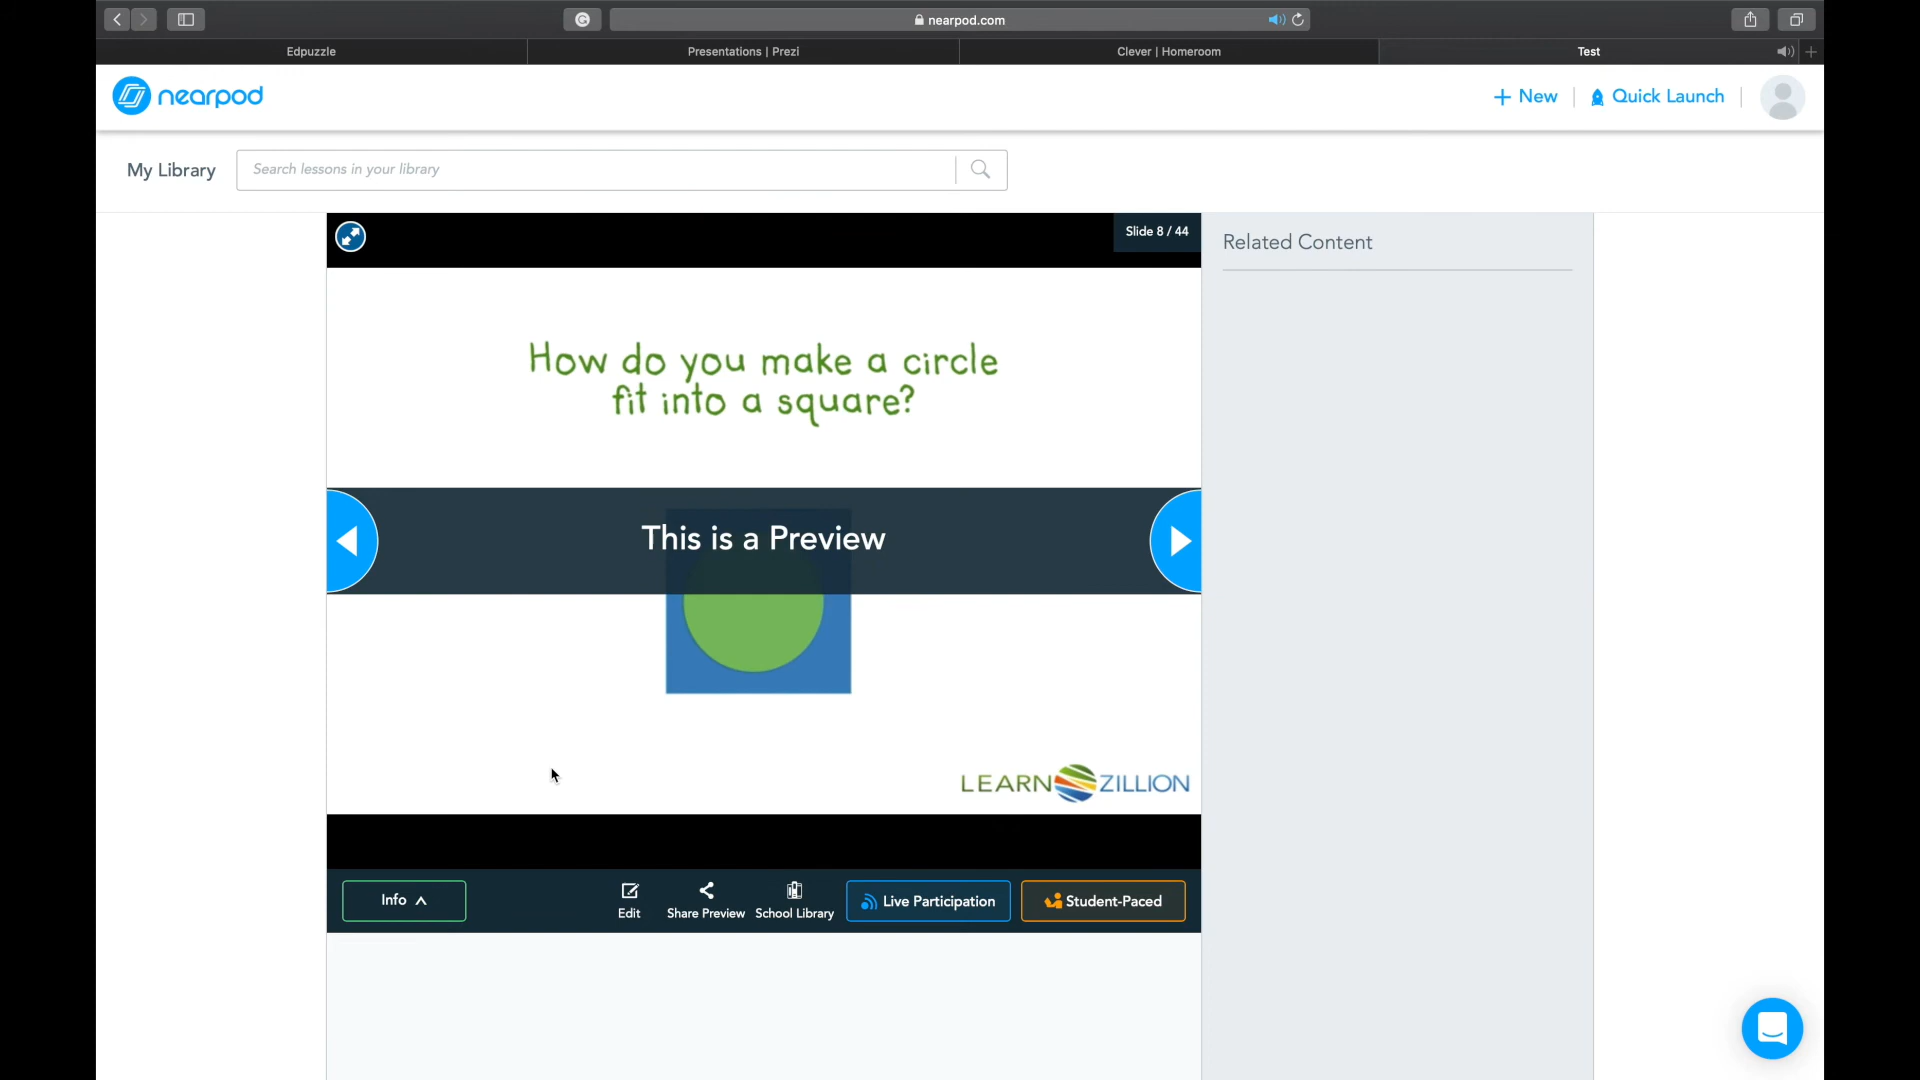 nearpod.com
Edpuzzle
Presentations | Prezi
Clever | Homeroom
Test
nearpod
New
Quick Launch
My Library
Search lessons in your library
Slide 8 / 44
Related Content
How do you make a circle
fit into a square?
This is a Preview
LEARN ZILLION
Info
Edit
Share Preview
School Library
Live Participation
Student-Paced